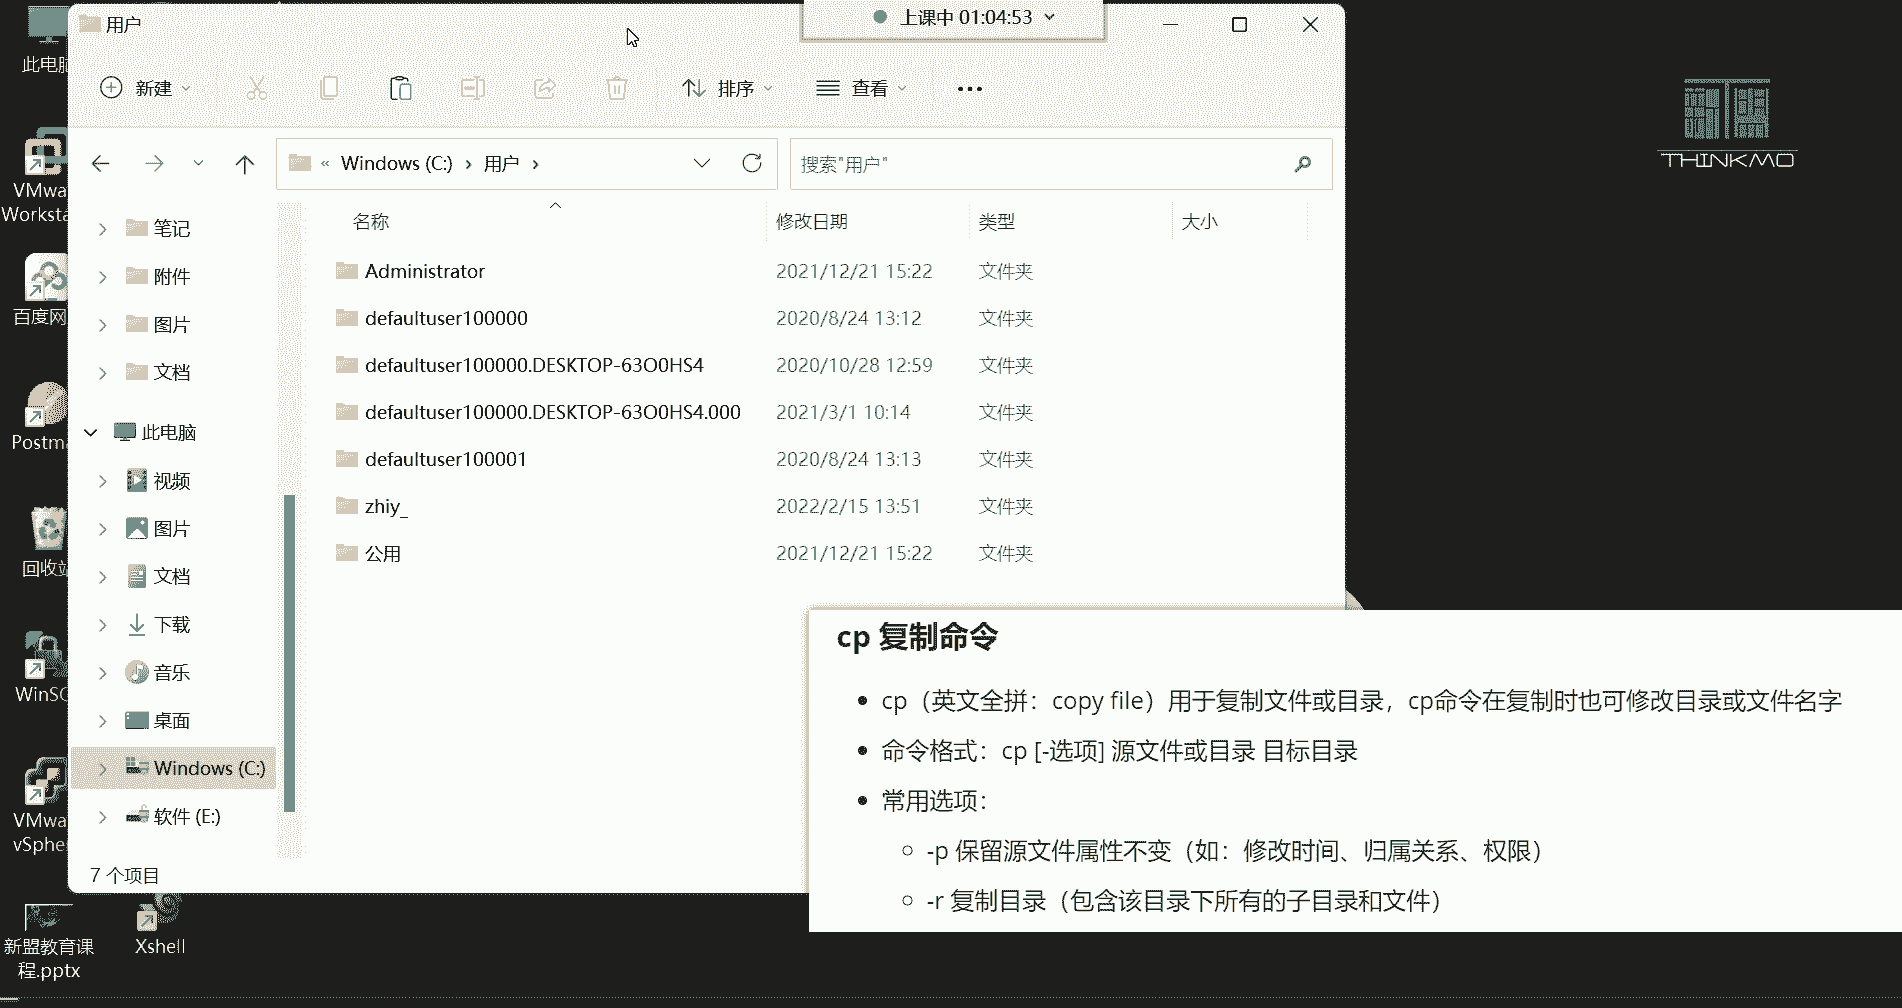 用户
上课中 01:04:53
新建
排序
查看
Windows (C:)
用户
搜索"用户"
名称
修改日期
类型
大小
Administrator 2021/12/21 15:22 文件夹
defaultuser100000 2020/8/24 13:12 文件夹
defaultuser100000.DESKTOP-63O0HS4 2020/10/28 12:59 文件夹
defaultuser100000.DESKTOP-63O0HS4.000 2021/3/1 10:14 文件夹
defaultuser100001 2020/8/24 13:13 文件夹
zhiy_ 2022/2/15 13:51 文件夹
公用 2021/12/21 15:22 文件夹
笔记
附件
图片
文档
此电脑
视频
图片
文档
下载
音乐
桌面
Windows (C:)
软件 (E:)
7 个项目
此电脑
VMwa
Worksta
百度网
Postma
回收站
WinSC
VMwa
vSphe
新盟教育课
程.pptx
Xshell
THINKMO
cp 复制命令
• cp（英文全拼：copy file）用于复制文件或目录，cp命令在复制时也可修改目录或文件名字
• 命令格式：cp [-选项] 源文件或目录 目标目录
• 常用选项：
○ -p 保留源文件属性不变（如：修改时间、归属关系、权限）
○ -r 复制目录（包含该目录下所有的子目录和文件）